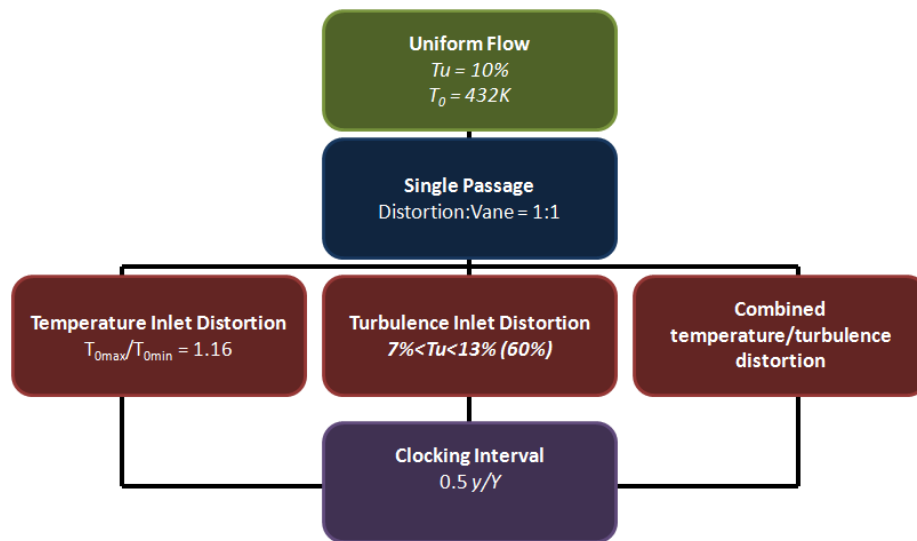 Uniform Flow
Tu = 10%
T₀ = 432K
Single Passage
Distortion:Vane = 1:1
Temperature Inlet Distortion
T₀max/T₀min = 1.16
Turbulence Inlet Distortion
7%<Tu<13% (60%)
Combined
temperature/turbulence
distortion
Clocking Interval
0.5 y/Y